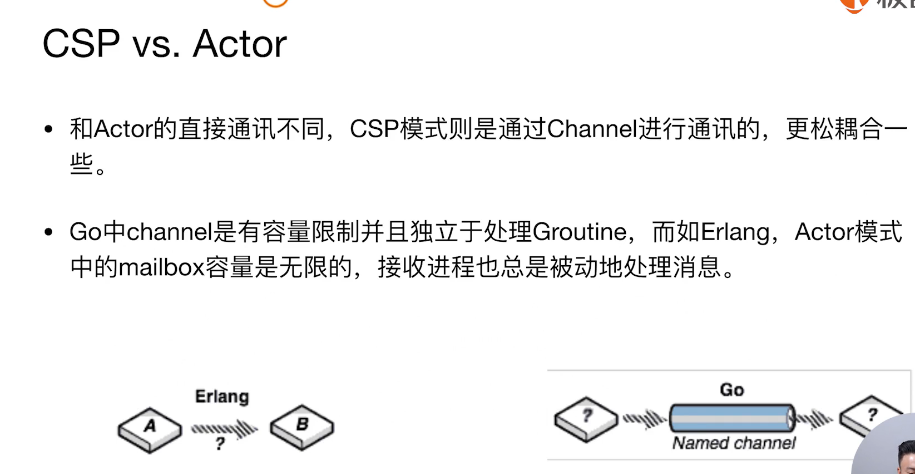 CSP vs. Actor
• 和Actor的直接通讯不同，CSP模式则是通过Channel进行通讯的，更松耦合一
些。
• Go中channel是有容量限制并且独立于处理Groutine，而如Erlang，Actor模式
中的mailbox容量是无限的，接收进程也总是被动地处理消息。
Erlang
A
?
B
Go
?
Named channel
?